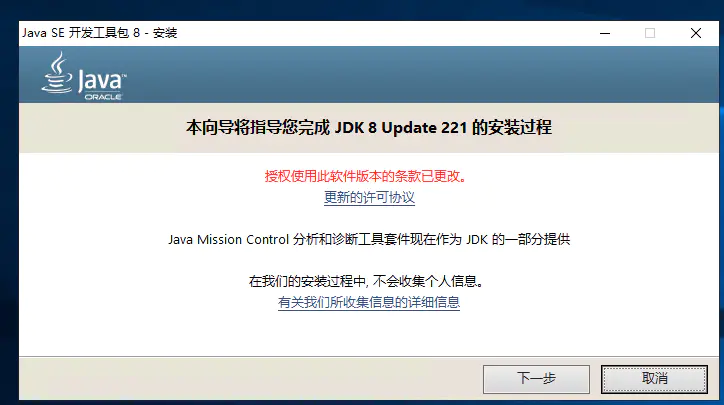 Java SE 开发工具包 8 - 安装
Java™
ORACLE
本向导将指导您完成 JDK 8 Update 221 的安装过程
授权使用此软件版本的条款已更改。
更新的许可协议
Java Mission Control 分析和诊断工具套件现在作为 JDK 的一部分提供
在我们的安装过程中, 不会收集个人信息。
有关我们所收集信息的详细信息
下一步 取消